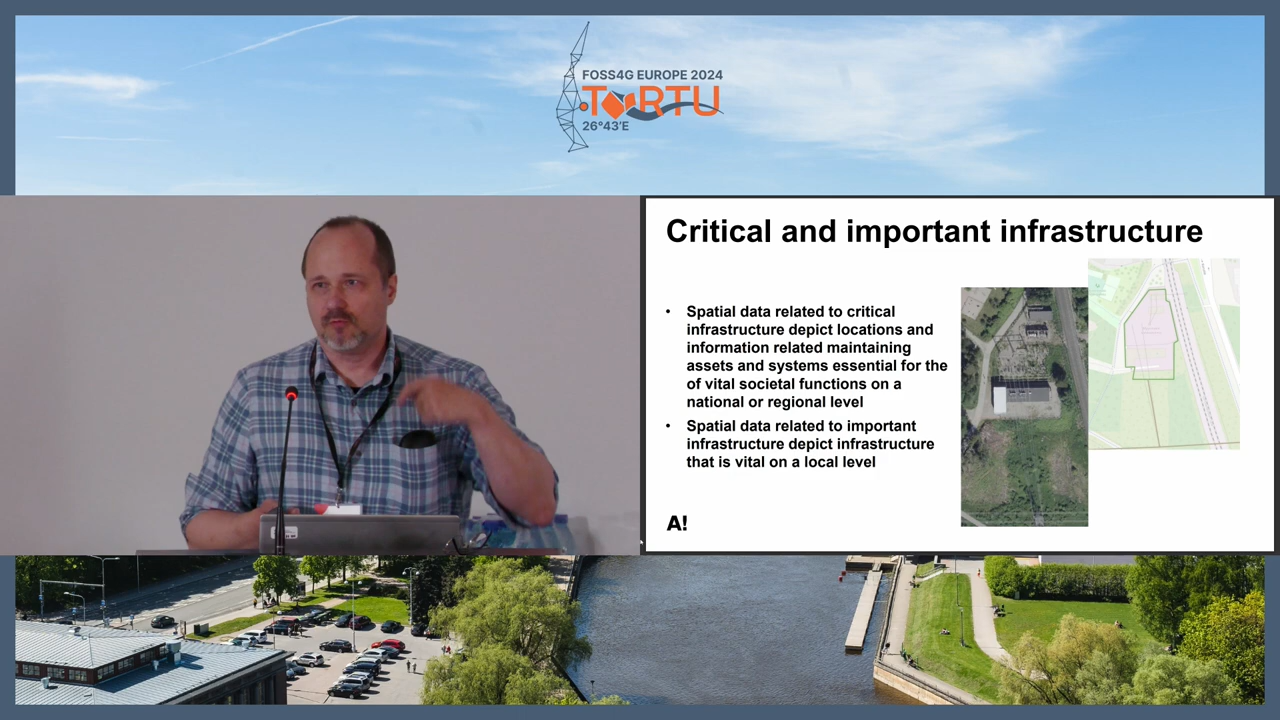 FOSS4G EUROPE 2024
TARTU
26°43'E
Critical and important infrastructure
• Spatial data related to critical
infrastructure depict locations and
information related maintaining
assets and systems essential for the
of vital societal functions on a
national or regional level
• Spatial data related to important
infrastructure depict infrastructure
that is vital on a local level
A!